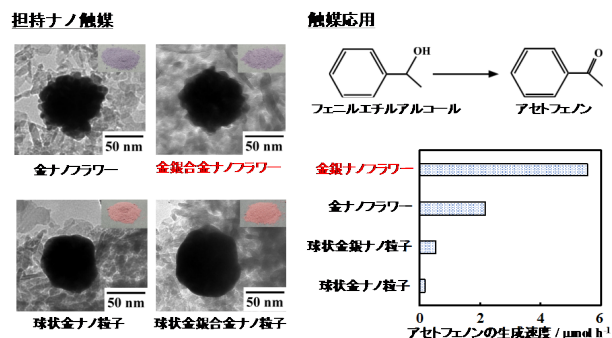 担持ナノ触媒
50 nm
50 nm
金ナノフラワー
金銀合金ナノフラワー
50 nm
50 nm
球状金ナノ粒子
球状金銀合金ナノ粒子
触媒応用
OH
O
フェニルエチルアルコール
アセトフェノン
金銀ナノフラワー
金ナノフラワー
球状金銀ナノ粒子
球状金ナノ粒子
0 2 4 6
アセトフェノンの生成速度 / μmol h⁻¹